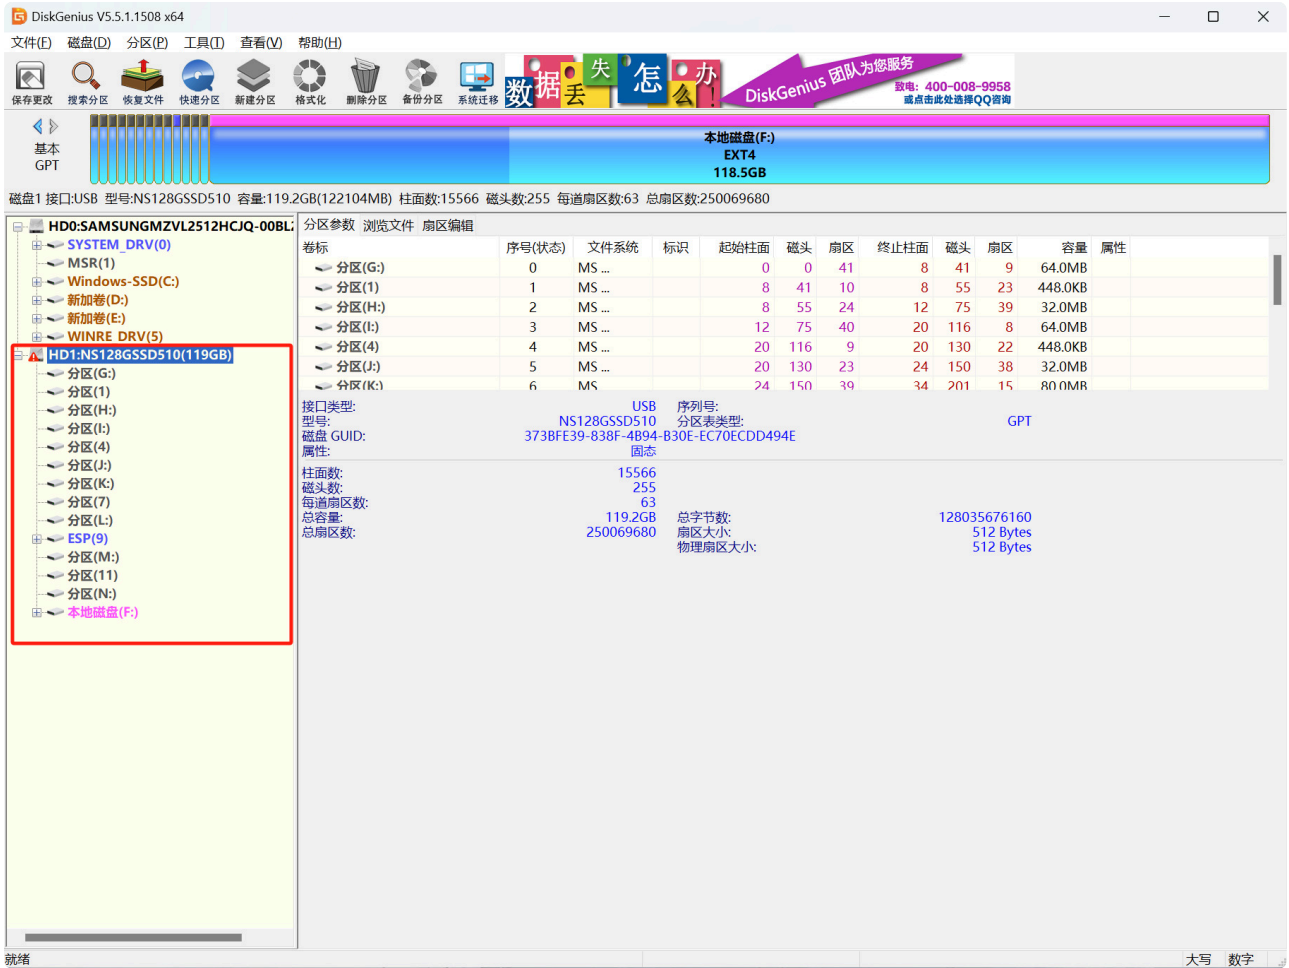 DiskGenius V5.5.1.1508 x64
文件(F) 磁盘(D) 分区(P) 工具(T) 查看(V) 帮助(H)
保存更改 搜索分区 恢复文件 快速分区 新建分区 格式化 删除分区 备份分区 系统迁移
数据丢失怎么办!
DiskGenius 团队为您服务
致电: 400-008-9958
或点击此处选择QQ咨询
基本
GPT
本地磁盘(F:)
EXT4
118.5GB
磁盘1 接口:USB 型号:NS128GSSD510 容量:119.2GB(122104MB) 柱面数:15566 磁头数:255 每道扇区数:63 总扇区数:250069680
HD0:SAMSUNGMZVL2512HCJQ-00BL2
SYSTEM_DRV(0)
MSR(1)
Windows-SSD(C:)
新加卷(D:)
新加卷(E:)
WINRE_DRV(5)
HD1:NS128GSSD510(119GB)
分区(G:)
分区(1)
分区(H:)
分区(I:)
分区(4)
分区(J:)
分区(K:)
分区(7)
分区(L:)
ESP(9)
分区(M:)
分区(11)
分区(N:)
本地磁盘(F:)
分区参数 浏览文件 扇区编辑
卷标 序号(状态) 文件系统 标识 起始柱面 磁头 扇区 终止柱面 磁头 扇区 容量 属性
分区(G:) 0 MS ... 0 0 41 8 41 9 64.0MB
分区(1) 1 MS ... 8 41 10 8 55 23 448.0KB
分区(H:) 2 MS ... 8 55 24 12 75 39 32.0MB
分区(I:) 3 MS ... 12 75 40 20 116 8 64.0MB
分区(4) 4 MS ... 20 116 9 20 130 22 448.0KB
分区(J:) 5 MS ... 20 130 23 24 150 38 32.0MB
分区(K:) 6 MS 24 150 39 34 201 15 80.0MB
接口类型: USB 序列号:
型号: NS128GSSD510 分区表类型: GPT
磁盘 GUID: 373BFE39-838F-4B94-B30E-EC70ECDD494E
属性: 固态
柱面数: 15566
磁头数: 255
每道扇区数: 63
总容量: 119.2GB 总字节数: 128035676160
总扇区数: 250069680 扇区大小: 512 Bytes
物理扇区大小: 512 Bytes
就绪 大写 数字